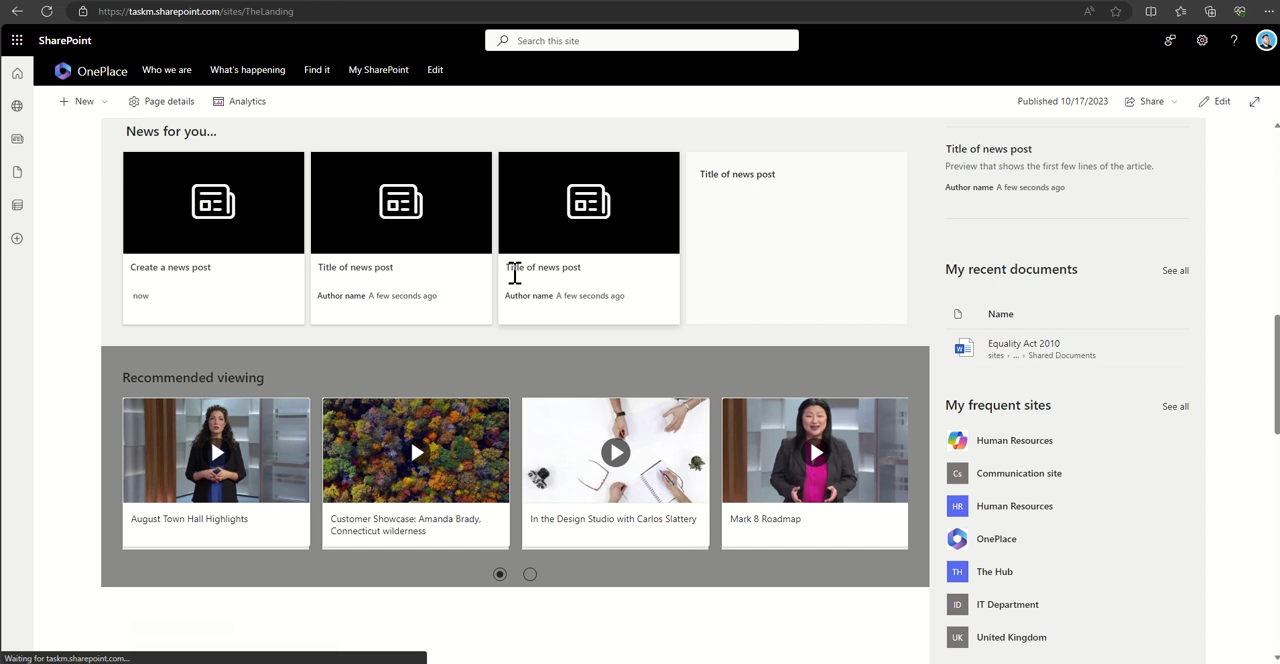 https://taskm.sharepoint.com/sites/TheLanding
SharePoint
Search this site
OnePlace
Who we are
What's happening
Find it
My SharePoint
Edit
New
Page details
Analytics
Published 10/17/2023
Share
Edit
News for you...
Create a news post
now
Title of news post
Author name A few seconds ago
Title of news post
Author name A few seconds ago
Title of news post
Recommended viewing
August Town Hall Highlights
Customer Showcase: Amanda Brady,
Connecticut wilderness
In the Design Studio with Carlos Slattery
Mark 8 Roadmap
Title of news post
Preview that shows the first few lines of the article.
Author name A few seconds ago
My recent documents
See all
Name
Equality Act 2010
sites › ... › Shared Documents
My frequent sites
See all
Human Resources
Cs
Communication site
HR
Human Resources
OnePlace
TH
The Hub
ID
IT Department
UK
United Kingdom
Waiting for taskm.sharepoint.com...